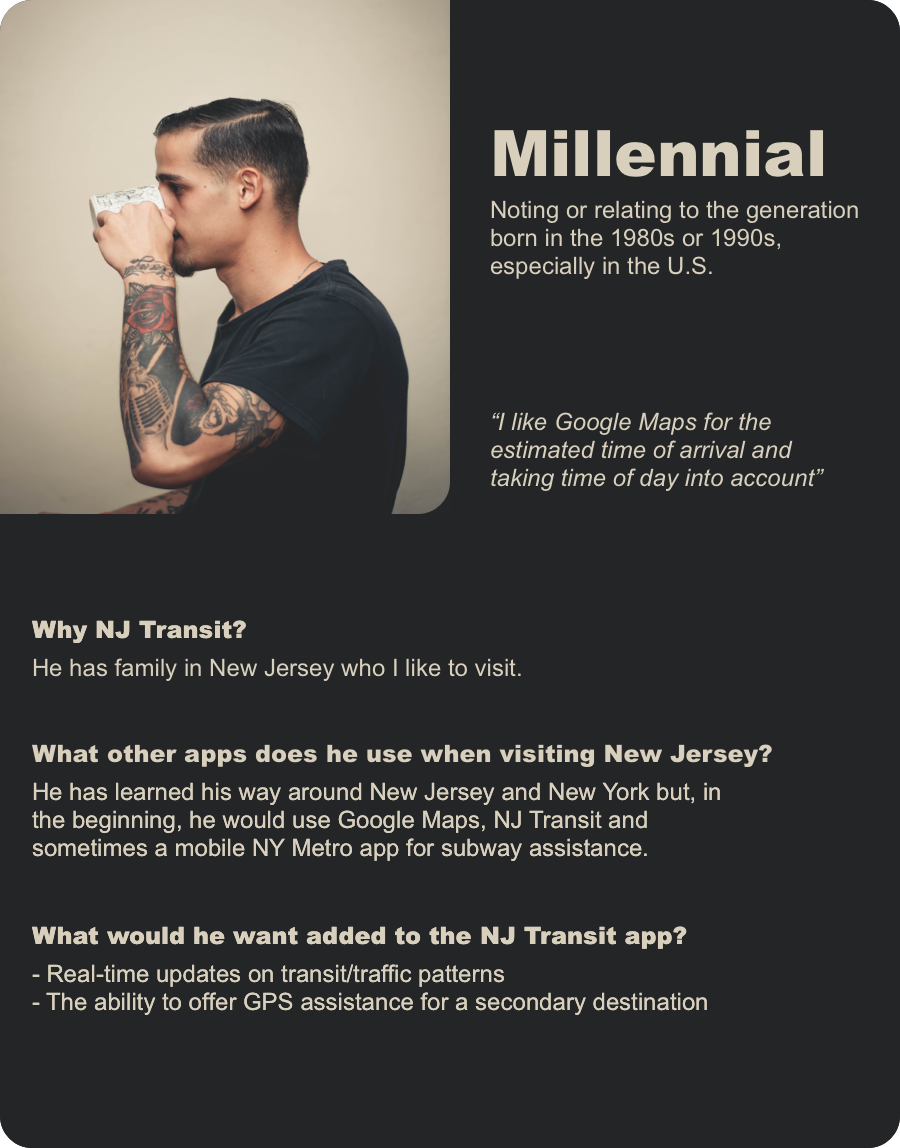 Millennial
Noting or relating to the generation
born in the 1980s or 1990s,
especially in the U.S.
“I like Google Maps for the
estimated time of arrival and
taking time of day into account”
Why NJ Transit?
He has family in New Jersey who I like to visit.
What other apps does he use when visiting New Jersey?
He has learned his way around New Jersey and New York but, in
the beginning, he would use Google Maps, NJ Transit and
sometimes a mobile NY Metro app for subway assistance.
What would he want added to the NJ Transit app?
- Real-time updates on transit/traffic patterns
- The ability to offer GPS assistance for a secondary destination